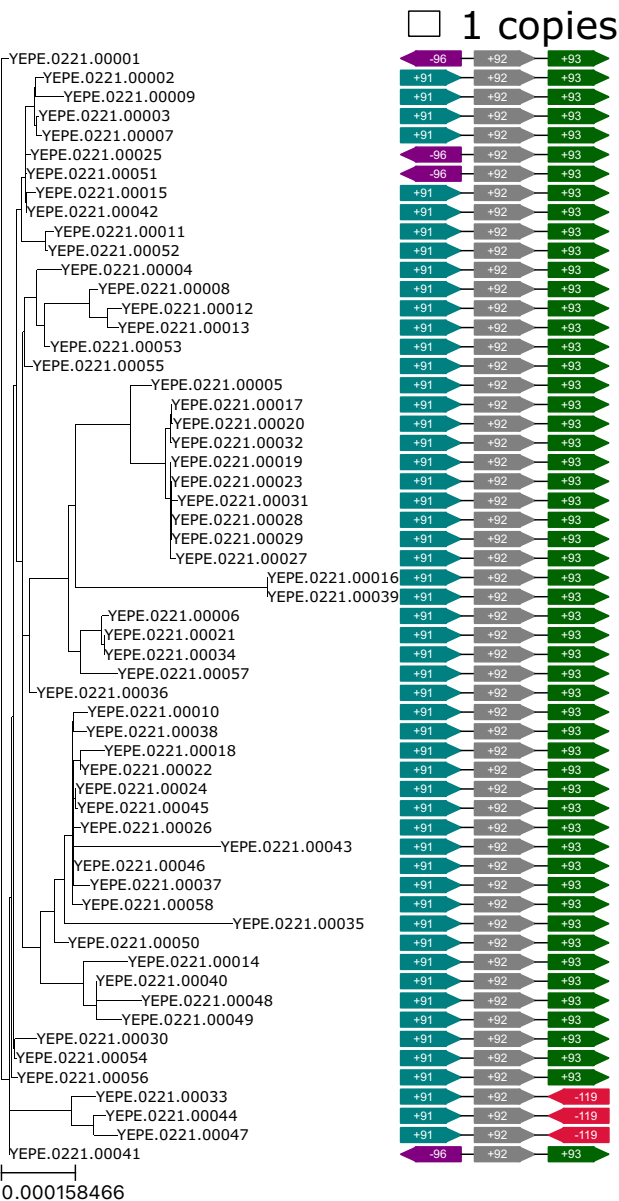 1 copies
YEPE.0221.00001 -96 +92 +93
YEPE.0221.00002 +91 +92 +93
YEPE.0221.00009 +91 +92 +93
YEPE.0221.00003 +91 +92 +93
YEPE.0221.00007 +91 +92 +93
YEPE.0221.00025 -96 +92 +93
YEPE.0221.00051 -96 +92 +93
YEPE.0221.00015 +91 +92 +93
YEPE.0221.00042 +91 +92 +93
YEPE.0221.00011 +91 +92 +93
YEPE.0221.00052 +91 +92 +93
YEPE.0221.00004 +91 +92 +93
YEPE.0221.00008 +91 +92 +93
YEPE.0221.00012 +91 +92 +93
YEPE.0221.00013 +91 +92 +93
YEPE.0221.00053 +91 +92 +93
YEPE.0221.00055 +91 +92 +93
YEPE.0221.00005 +91 +92 +93
YEPE.0221.00017 +91 +92 +93
YEPE.0221.00020 +91 +92 +93
YEPE.0221.00032 +91 +92 +93
YEPE.0221.00019 +91 +92 +93
YEPE.0221.00023 +91 +92 +93
YEPE.0221.00031 +91 +92 +93
YEPE.0221.00028 +91 +92 +93
YEPE.0221.00029 +91 +92 +93
YEPE.0221.00027 +91 +92 +93
YEPE.0221.00016 +91 +92 +93
YEPE.0221.00039 +91 +92 +93
YEPE.0221.00006 +91 +92 +93
YEPE.0221.00021 +91 +92 +93
YEPE.0221.00034 +91 +92 +93
YEPE.0221.00057 +91 +92 +93
YEPE.0221.00036 +91 +92 +93
YEPE.0221.00010 +91 +92 +93
YEPE.0221.00038 +91 +92 +93
YEPE.0221.00018 +91 +92 +93
YEPE.0221.00022 +91 +92 +93
YEPE.0221.00024 +91 +92 +93
YEPE.0221.00045 +91 +92 +93
YEPE.0221.00026 +91 +92 +93
YEPE.0221.00043 +91 +92 +93
YEPE.0221.00046 +91 +92 +93
YEPE.0221.00037 +91 +92 +93
YEPE.0221.00058 +91 +92 +93
YEPE.0221.00035 +91 +92 +93
YEPE.0221.00050 +91 +92 +93
YEPE.0221.00014 +91 +92 +93
YEPE.0221.00040 +91 +92 +93
YEPE.0221.00048 +91 +92 +93
YEPE.0221.00049 +91 +92 +93
YEPE.0221.00030 +91 +92 +93
YEPE.0221.00054 +91 +92 +93
YEPE.0221.00056 +91 +92 +93
YEPE.0221.00033 +91 +92 -119
YEPE.0221.00044 +91 +92 -119
YEPE.0221.00047 +91 +92 -119
YEPE.0221.00041 -96 +92 +93
0.000158466